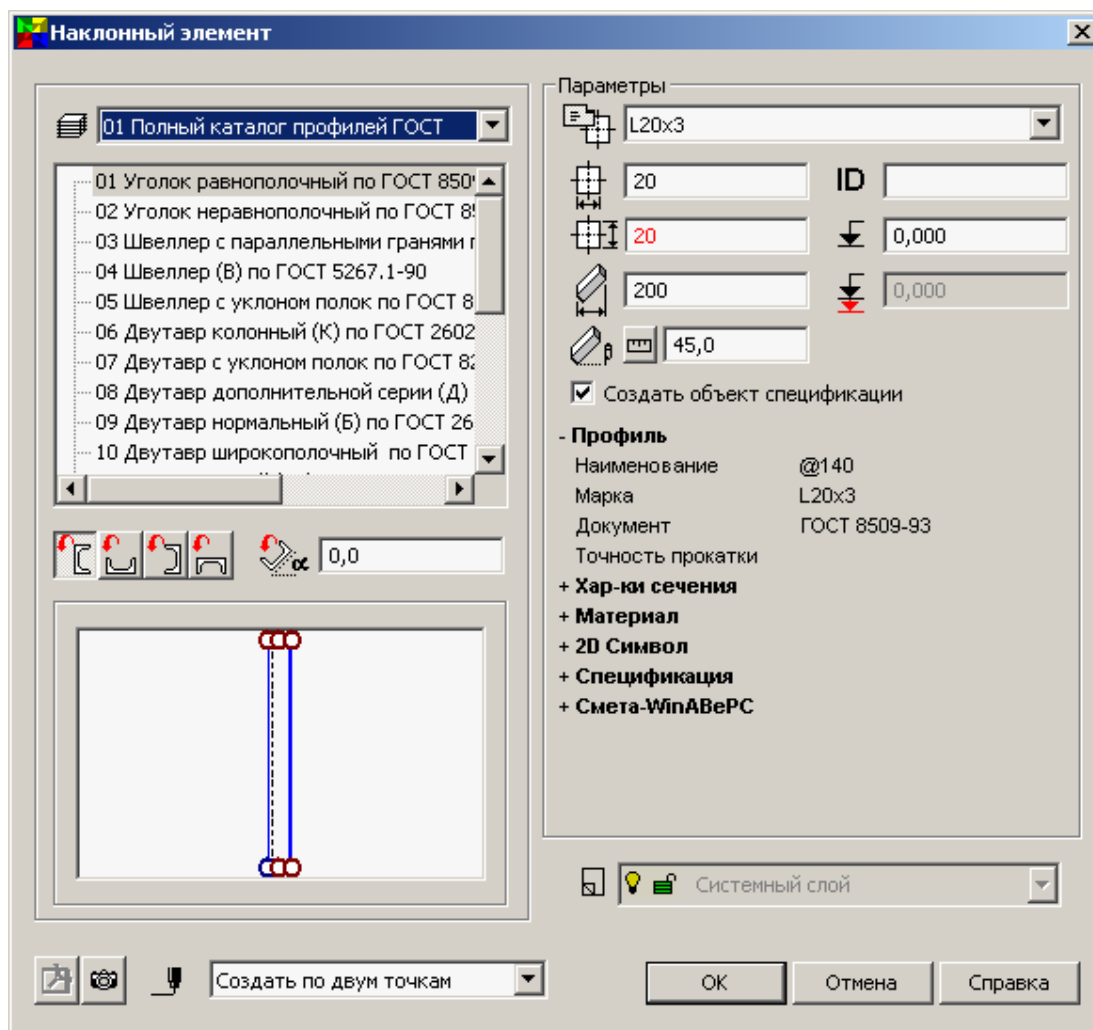 Наклонный элемент
01 Полный каталог профилей ГОСТ
01 Уголок равнополочный по ГОСТ 850
02 Уголок неравнополочный по ГОСТ 8
03 Швеллер с параллельными гранями
04 Швеллер (В) по ГОСТ 5267.1-90
05 Швеллер с уклоном полок по ГОСТ 8
06 Двутавр колонный (К) по ГОСТ 2602
07 Двутавр с уклоном полок по ГОСТ 82
08 Двутавр дополнительной серии (Д)
09 Двутавр нормальный (Б) по ГОСТ 26
10 Двутавр широкополочный по ГОСТ
α 0,0
Параметры
L20x3
20 ID
20 0,000
200 0,000
β 45,0
Создать объект спецификации
- Профиль
Наименование @140
Марка L20x3
Документ ГОСТ 8509-93
Точность прокатки
+ Хар-ки сечения
+ Материал
+ 2D Символ
+ Спецификация
+ Смета-WinАВеРС
Системный слой
Создать по двум точкам
OK Отмена Справка